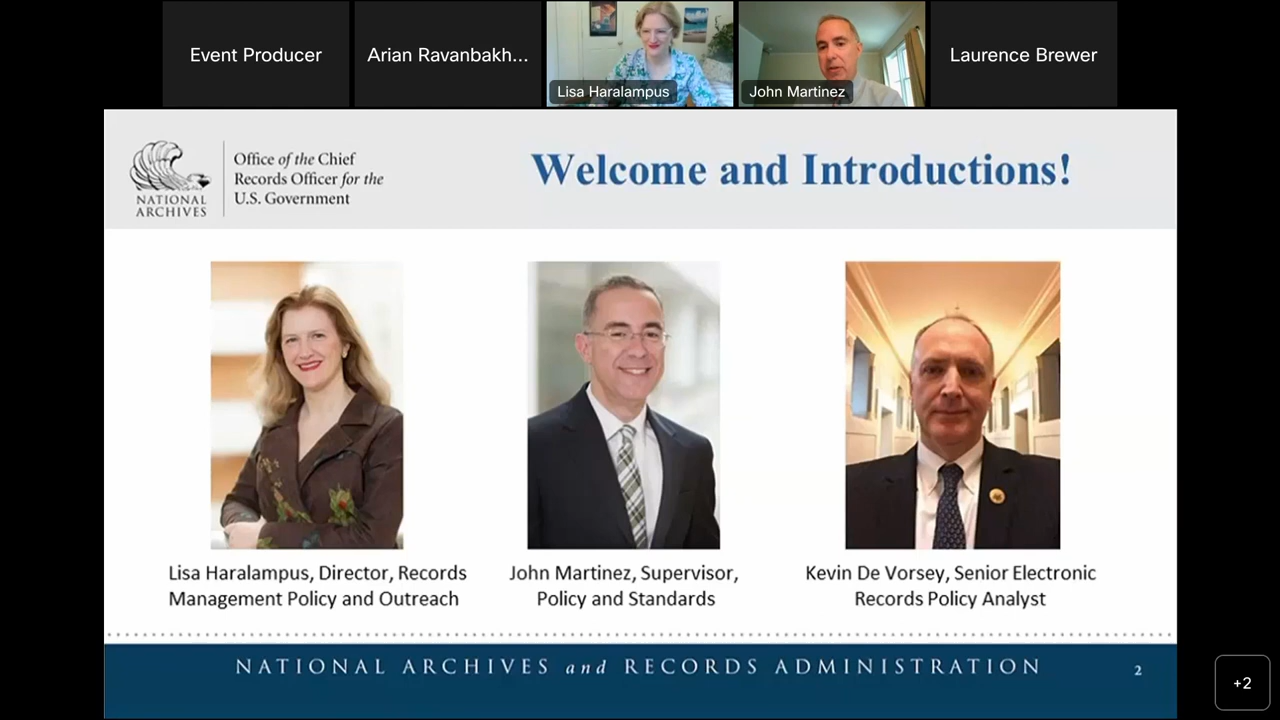 Event Producer
Arian Ravanbakh...
Lisa Haralampus
John Martinez
Laurence Brewer
NATIONAL
ARCHIVES
Office of the Chief
Records Officer for the
U.S. Government
Welcome and Introductions!
Lisa Haralampus, Director, Records
Management Policy and Outreach
John Martinez, Supervisor,
Policy and Standards
Kevin De Vorsey, Senior Electronic
Records Policy Analyst
NATIONAL ARCHIVES and RECORDS ADMINISTRATION
2
+2